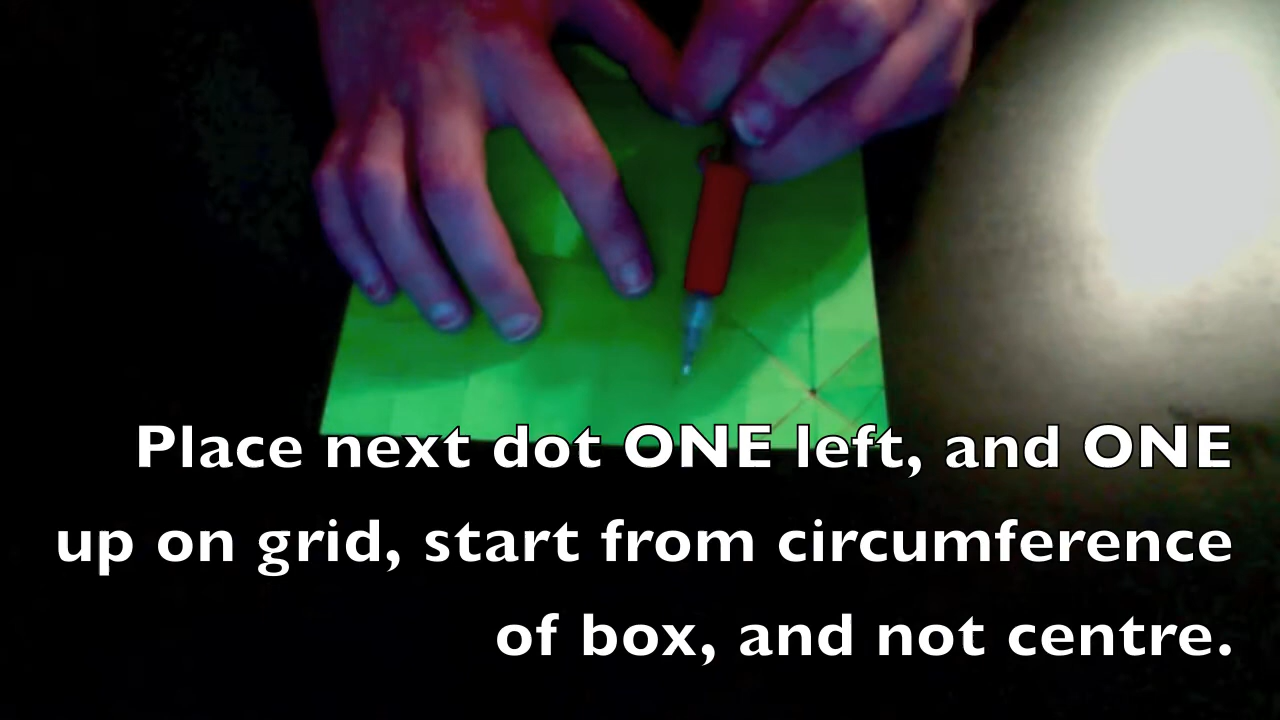 Place next dot ONE left, and ONE
up on grid, start from circumference
of box, and not centre.